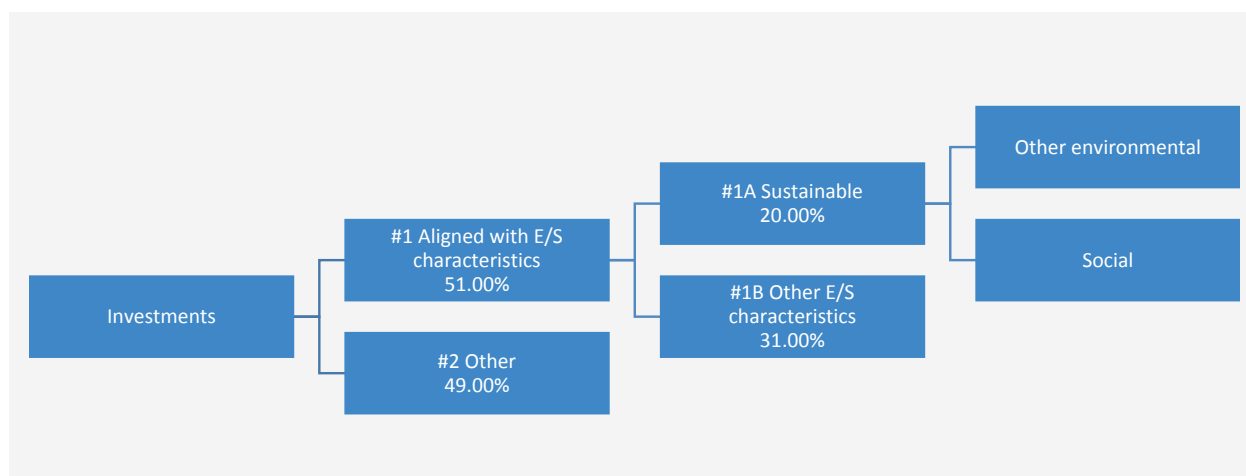 Investments
#1 Aligned with E/S
characteristics
51.00%
#2 Other
49.00%
#1A Sustainable
20.00%
#1B Other E/S
characteristics
31.00%
Other environmental
Social